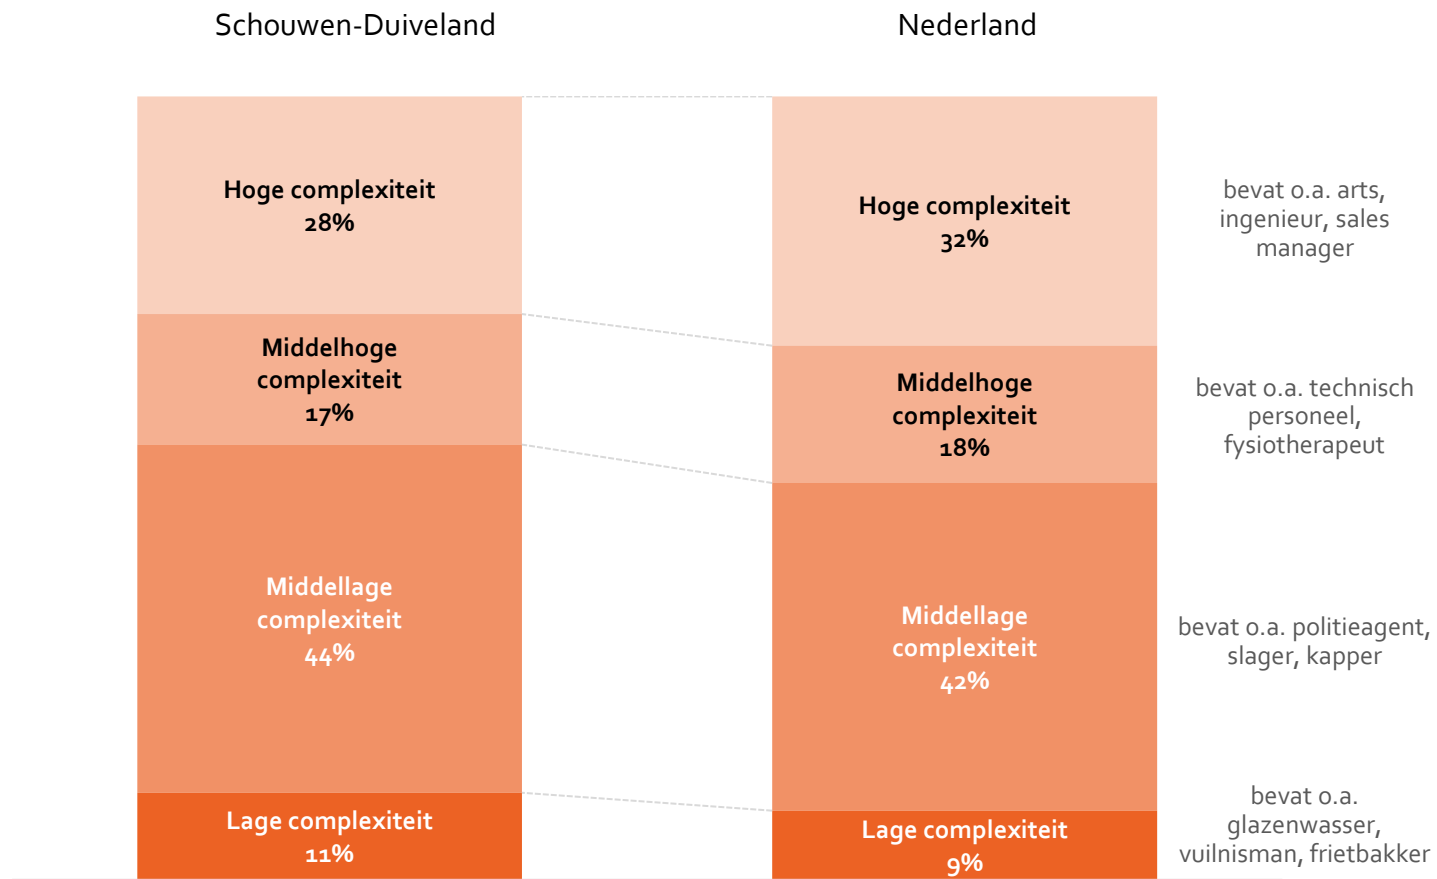 Schouwen-Duiveland
Nederland
Hoge complexiteit
28%
Middelhoge
complexiteit
17%
Middellage
complexiteit
44%
Lage complexiteit
11%
Hoge complexiteit
32%
Middelhoge
complexiteit
18%
Middellage
complexiteit
42%
Lage complexiteit
9%
bevat o.a. arts,
ingenieur, sales
manager
bevat o.a. technisch
personeel,
fysiotherapeut
bevat o.a. politieagent,
slager, kapper
bevat o.a.
glazenwasser,
vuilnisman, frietbakker